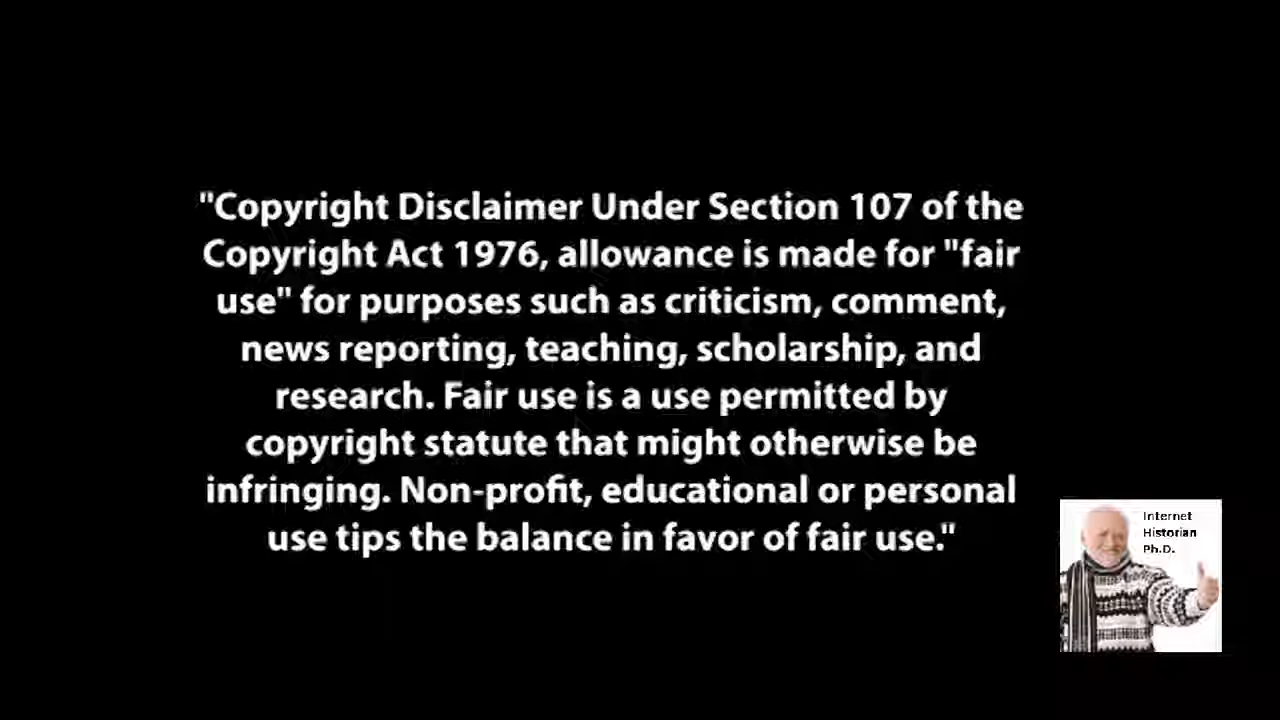 "Copyright Disclaimer Under Section 107 of the
Copyright Act 1976, allowance is made for "fair
use" for purposes such as criticism, comment,
news reporting, teaching, scholarship, and
research. Fair use is a use permitted by
copyright statute that might otherwise be
infringing. Non-profit, educational or personal
use tips the balance in favor of fair use."
Internet
Historian
Ph.D.